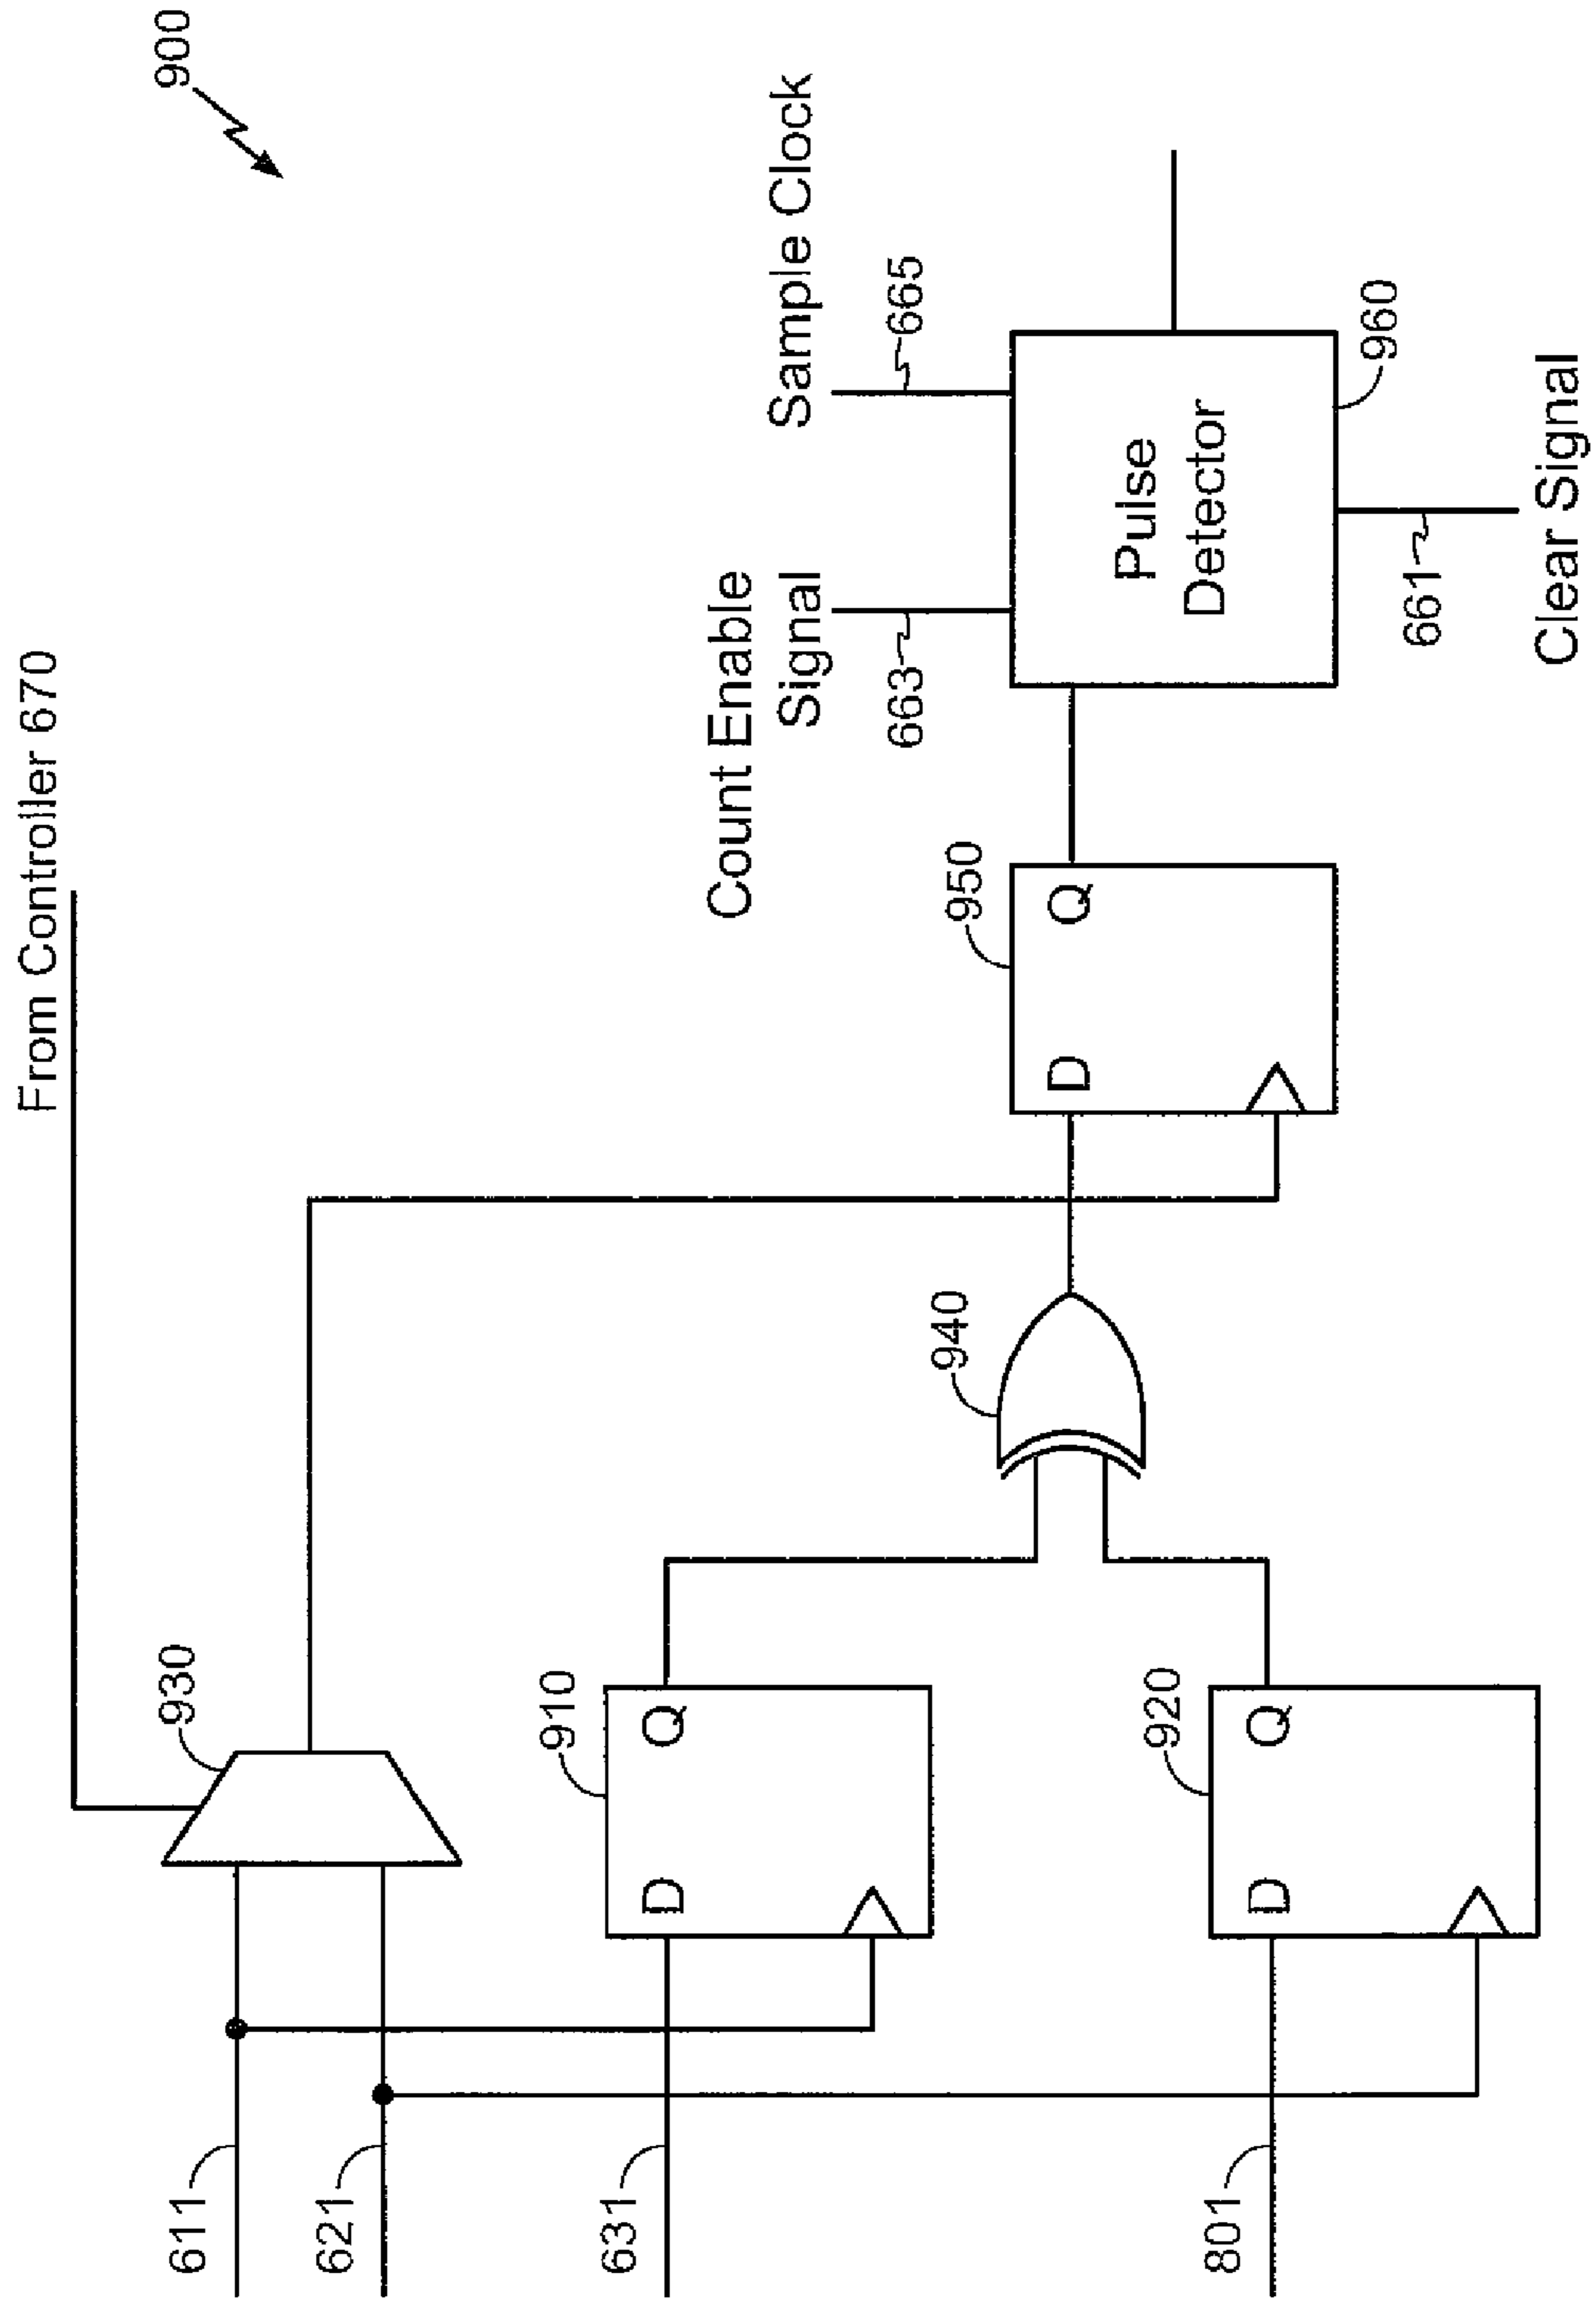 900
From Controller 670
930
611
621
Count Enable
Signal
663
Sample Clock
665
910
D
Q
631
940
950
D
Q
Pulse
Detector
960
661
Clear Signal
920
D
Q
801